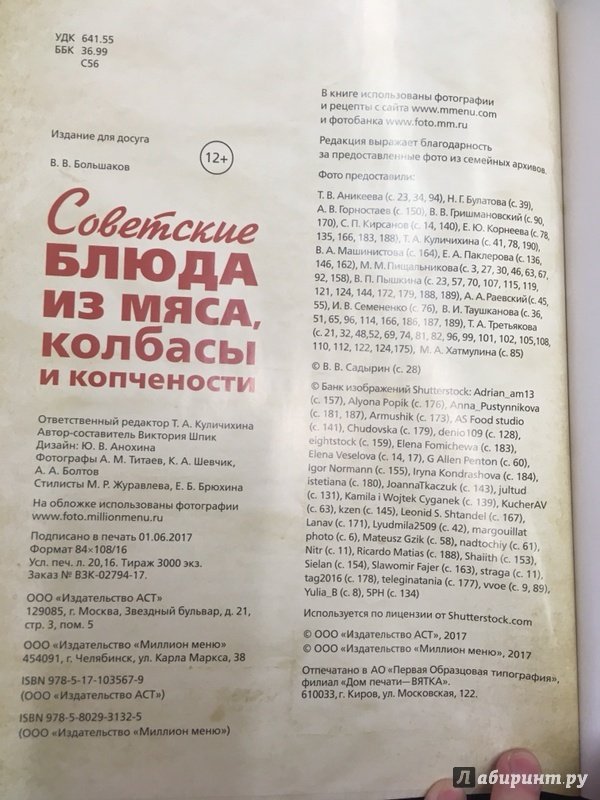 УДК 641.55
ББК 36.99
С56
Издание для досуга
В. В. Большаков
12+
Советские
БЛЮДА
ИЗ МЯСА,
КОЛБАСЫ
И КОПЧЕНОСТИ
Ответственный редактор Т. А. Куличихина
Автор-составитель Виктория Шпик
Дизайн: Ю. В. Анохина
Фотографы А. М. Титаев, К. А. Шевчик,
А. А. Болтов
Стилисты М. Р. Журавлева, Е. Б. Брюхина
На обложке использованы фотографии
www.foto.millionmenu.ru
Подписано в печать 01.06.2017
Формат 84×108/16
Усл. печ. л. 20,16. Тираж 3000 экз.
Заказ № ВЗК-02794-17.
ООО «Издательство АСТ»
129085, г. Москва, Звездный бульвар, д. 21,
стр. 3, пом. 5
ООО «Издательство «Миллион меню»
454091, г. Челябинск, ул. Карла Маркса, 38
ISBN 978-5-17-103567-9
(ООО «Издательство АСТ»)
ISBN 978-5-8029-3132-5
(ООО «Издательство «Миллион меню»)
В книге использованы фотографии
и рецепты с сайта www.mmenu.com
и фотобанка www.foto.mm.ru
Редакция выражает благодарность
за предоставленные фото из семейных архивов.
Фото предоставили:
Т. В. Аникеева (с. 23, 34, 94), Н. Г. Булатова (с. 39),
А. В. Горностаев (с. 150), В. В. Гришмановский (с. 90,
170), С. П. Кирсанов (с. 14, 140), Е. Ю. Корнеева (с. 78,
135, 166, 183, 188), Т. А. Куличихина (с. 41, 78, 190),
В. А. Машинистова (с. 164), Е. А. Паклерова (с. 136,
146, 162), М. М. Пищальникова (с. 3, 27, 30, 46, 63, 67,
92, 158), В. П. Пышкина (с. 23, 57, 70, 107, 115, 119,
121, 124, 144, 172, 179, 188, 189), А. А. Раевский (с. 45,
55), И. В. Семененко (с. 76), В. И. Таушканова (с. 36,
51, 65, 96, 114, 166, 186, 187, 189), Т. А. Третьякова
(с. 21, 32, 48,52, 69, 74, 81, 82, 96, 99, 101, 102, 105,108,
110, 112, 122, 124,175), М. А. Хатмулина (с. 85)
© В. В. Садырин (с. 28)
© Банк изображений Shutterstock: Adrian_am13
(с. 157), Alyona Popik (с. 176), Anna_Pustynnikova
(с. 181, 187), Armushik (с. 173), AS Food studio
(с. 141), Chudovska (с. 179), denio109 (с. 128),
eightstock (с. 159), Elena Fomicheva (с. 183),
Elena Veselova (с. 14, 17), G Allen Penton (с. 60),
Igor Normann (с. 155), Iryna Kondrashova (с. 184),
istetiana (с. 180), JoannaTkaczuk (с. 143), jultud
(с. 131), Kamila i Wojtek Cyganek (с. 139), KucherAV
(с. 63), kzen (с. 145), Leonid S. Shtandel (с. 167),
Lanav (с. 171), Lyudmila2509 (с. 42), margouillat
photo (с. 6), Mateusz Gzik (с. 58), nadtochiy (с. 61),
Nitr (с. 11), Ricardo Matias (с. 188), Shaiith (с. 153),
Sielan (с. 154), Slawomir Fajer (с. 163), straga (с. 11),
tag2016 (с. 178), teleginatania (с. 177), vvoe (с. 9, 89),
Yulia_B (с. 8), 5PH (с. 134)
Используется по лицензии от Shutterstock.com
© ООО «Издательство АСТ», 2017
© ООО «Издательство «Миллион меню», 2017
Отпечатано в АО «Первая Образцовая типография»,
филиал «Дом печати—ВЯТКА».
610033, г. Киров, ул. Московская, 122.
Лабиринт.ру